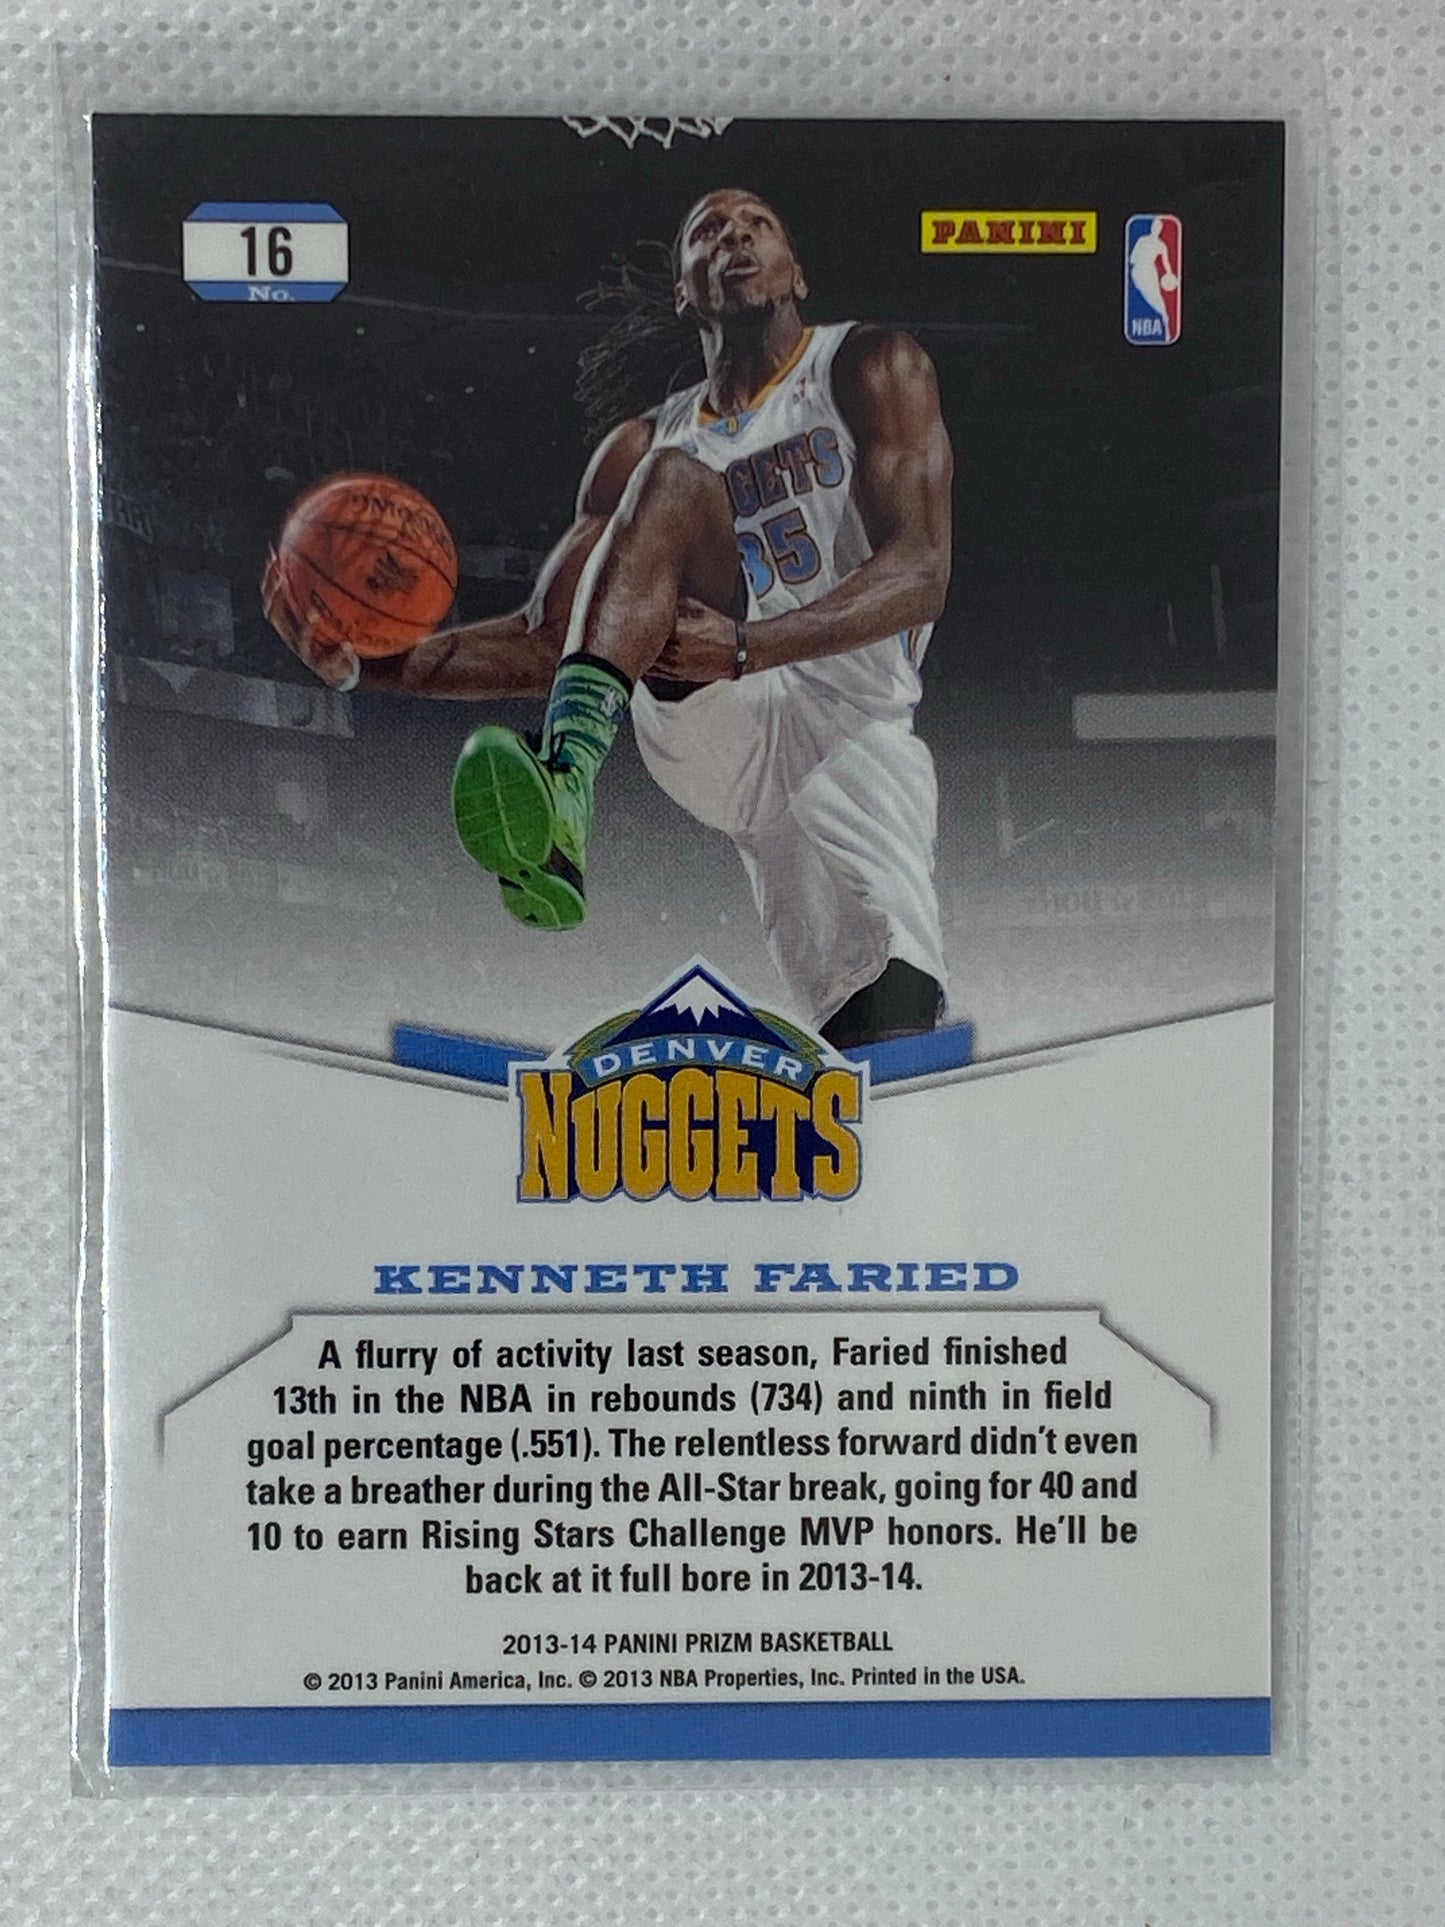 16
No.
PANINI
NBA
GETS
35
SPALDING
DENVER
NUGGETS
KENNETH FARIED
A flurry of activity last season, Faried finished
13th in the NBA in rebounds (734) and ninth in field
goal percentage (.551). The relentless forward didn't even
take a breather during the All-Star break, going for 40 and
10 to earn Rising Stars Challenge MVP honors. He'll be
back at it full bore in 2013-14.
2013-14 PANINI PRIZM BASKETBALL
© 2013 Panini America, Inc. © 2013 NBA Properties, Inc. Printed in the USA.